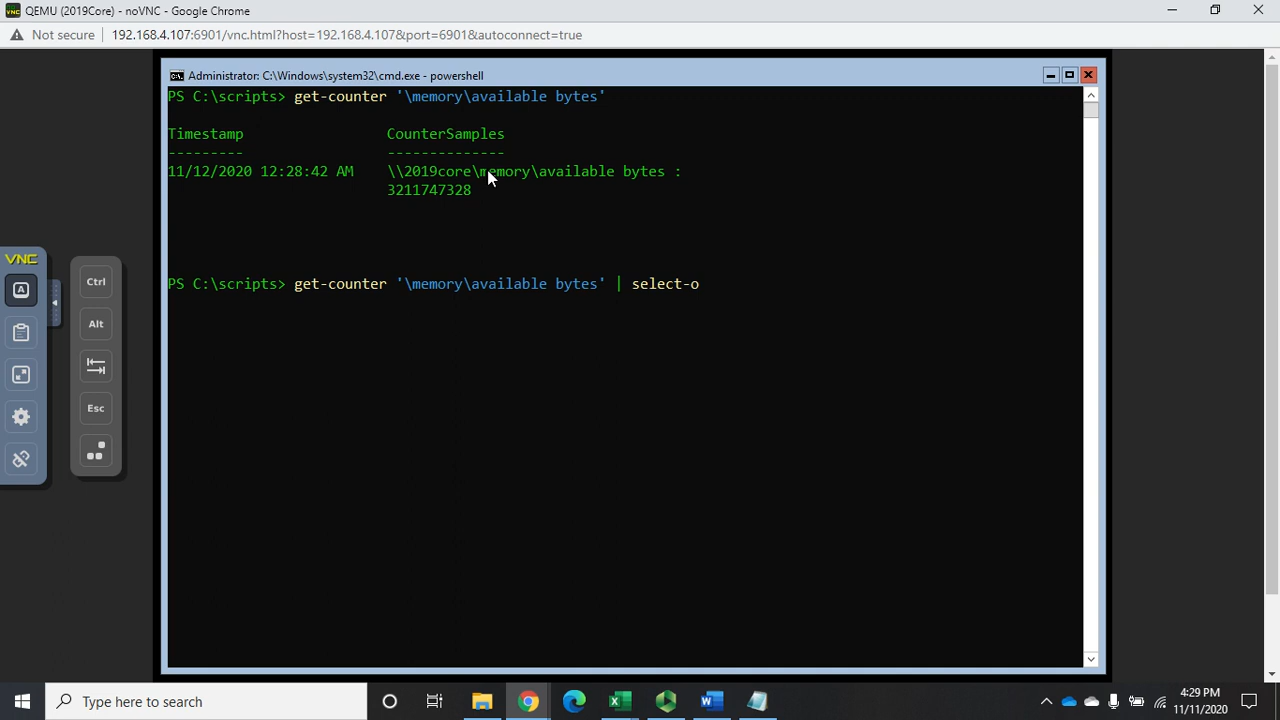 QEMU (2019Core) - noVNC - Google Chrome
Not secure | 192.168.4.107:6901/vnc.html?host=192.168.4.107&port=6901&autoconnect=true
Administrator: C:\Windows\system32\cmd.exe - powershell
PS C:\scripts> get-counter '\memory\available bytes'
Timestamp CounterSamples
--------- --------------
11/12/2020 12:28:42 AM \\2019core\memory\available bytes :
3211747328
PS C:\scripts> get-counter '\memory\available bytes' | select-o
VNC
A
Ctrl
Alt
Esc
Type here to search
4:29 PM
11/11/2020